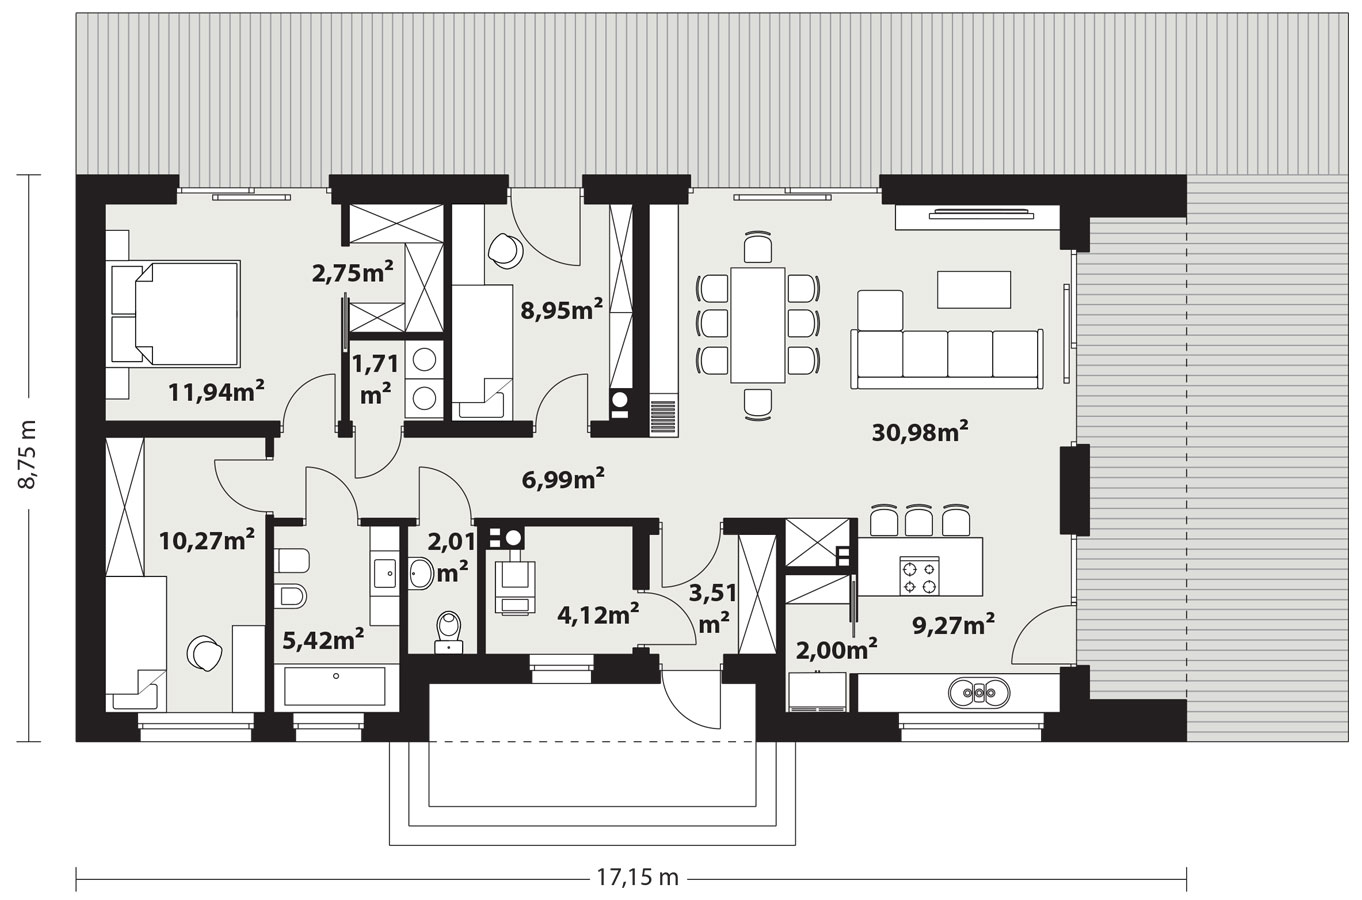 2,75m²
8,95m²
1,71
m²
11,94m²
30,98m²
8,75 m
6,99m²
10,27m²
2,01
m²
3,51
m²
4,12m²
9,27m²
5,42m²
2,00m²
17,15 m